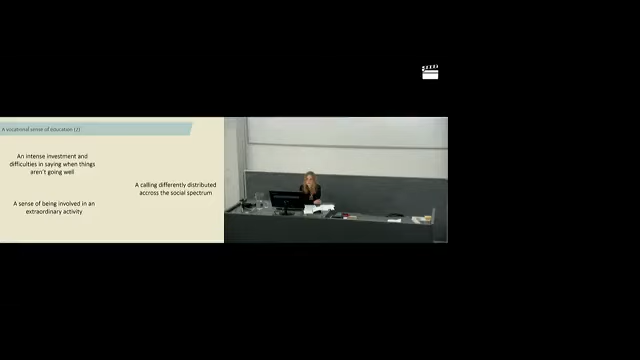 A vocational sense of education (2)
An intense investment and
difficulties in saying when things
aren't going well
A calling differently distributed
accross the social spectrum
A sense of being involved in an
extraordinary activity